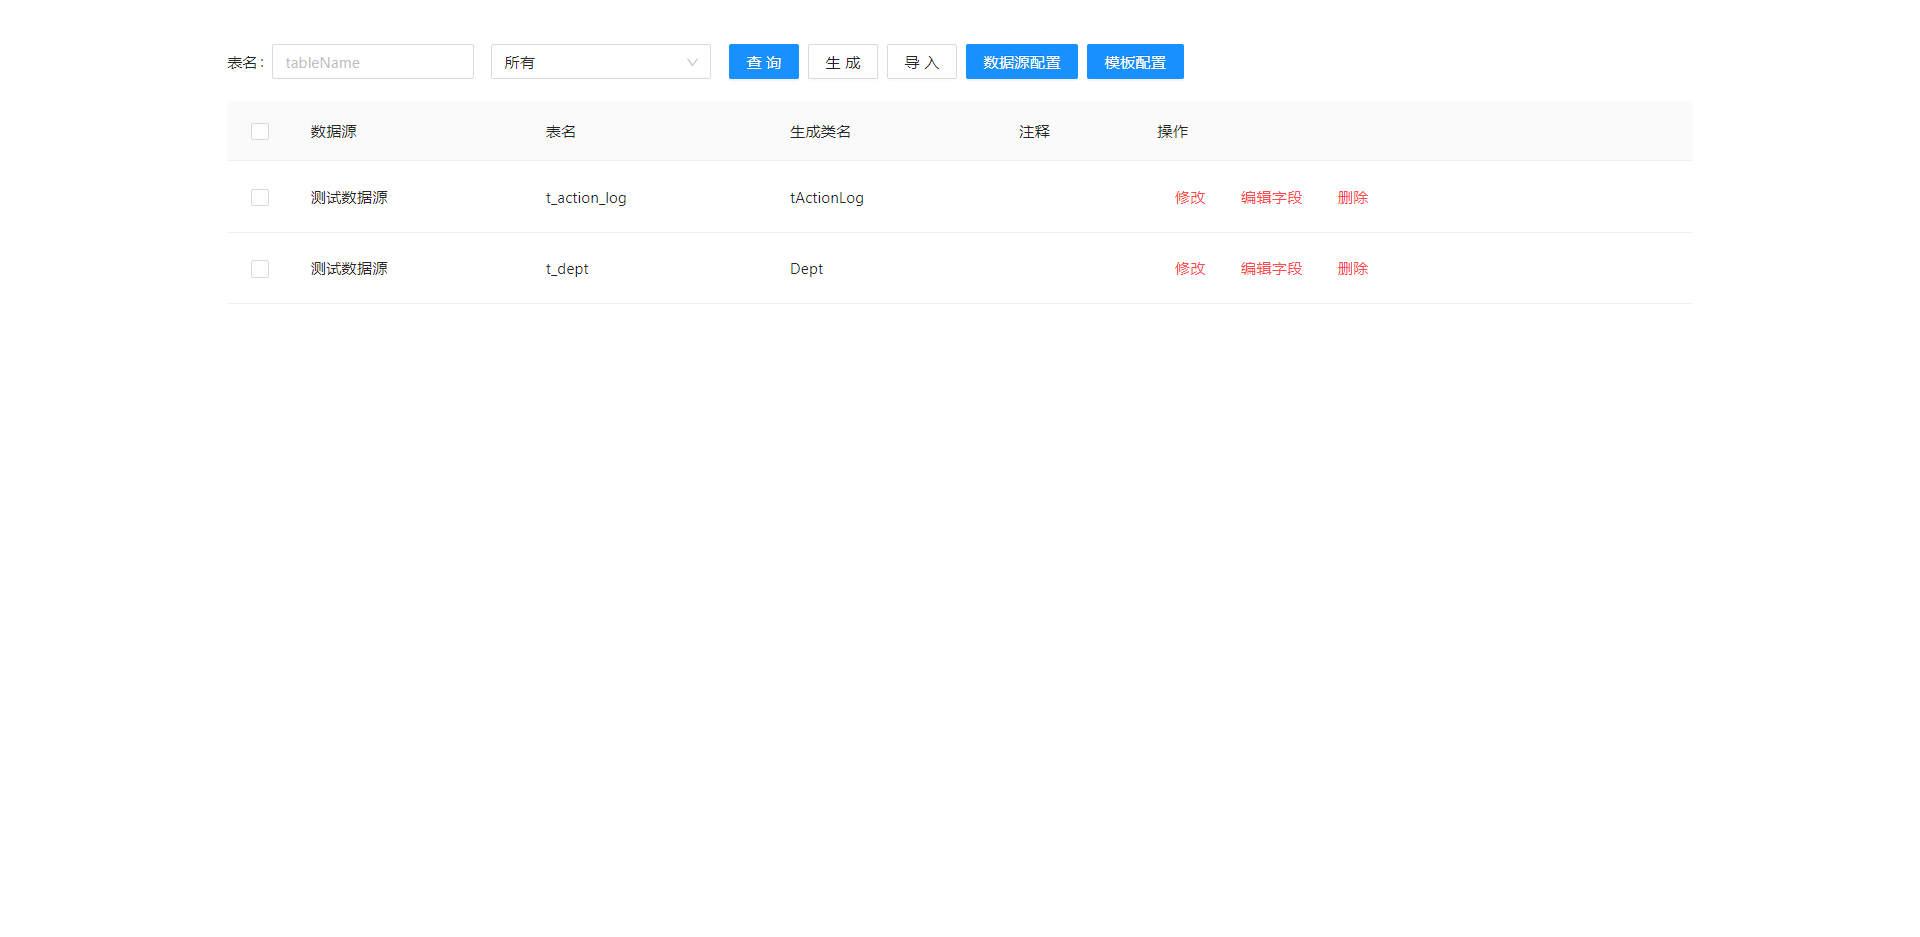 表名： tableName 所有 查 询 生 成 导 入 数据源配置 模板配置
数据源 表名 生成类名 注释 操作
测试数据源 t_action_log tActionLog 修改 编辑字段 删除
测试数据源 t_dept Dept 修改 编辑字段 删除